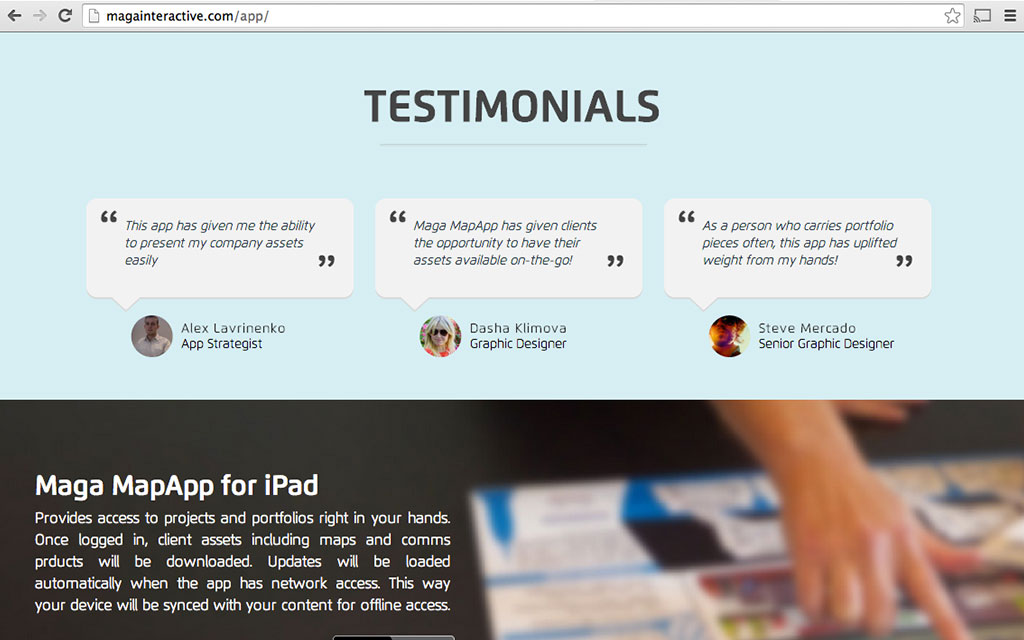 magainteractive.com/app/
TESTIMONIALS
“ This app has given me the ability
to present my company assets
easily ”
“ Maga MapApp has given clients
the opportunity to have their
assets available on-the-go! ”
“ As a person who carries portfolio
pieces often, this app has uplifted
weight from my hands! ”
Alex Lavrinenko
App Strategist
Dasha Klimova
Graphic Designer
Steve Mercado
Senior Graphic Designer
Maga MapApp for iPad
Provides access to projects and portfolios right in your hands.
Once logged in, client assets including maps and comms
prducts will be downloaded. Updates will be loaded
automatically when the app has network access. This way
your device will be synced with your content for offline access.